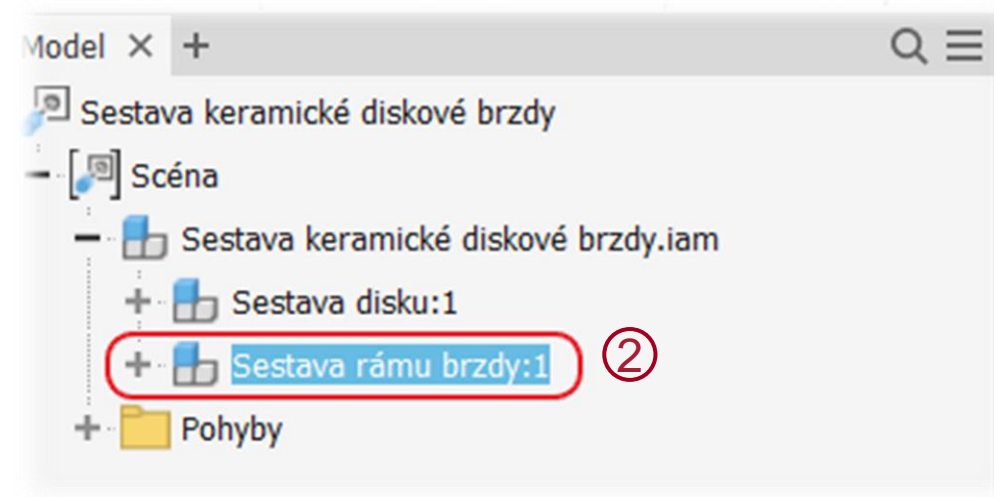 Model × +
Sestava keramické diskové brzdy
Scéna
Sestava keramické diskové brzdy.iam
Sestava disku:1
Sestava rámu brzdy:1 ②
Pohyby